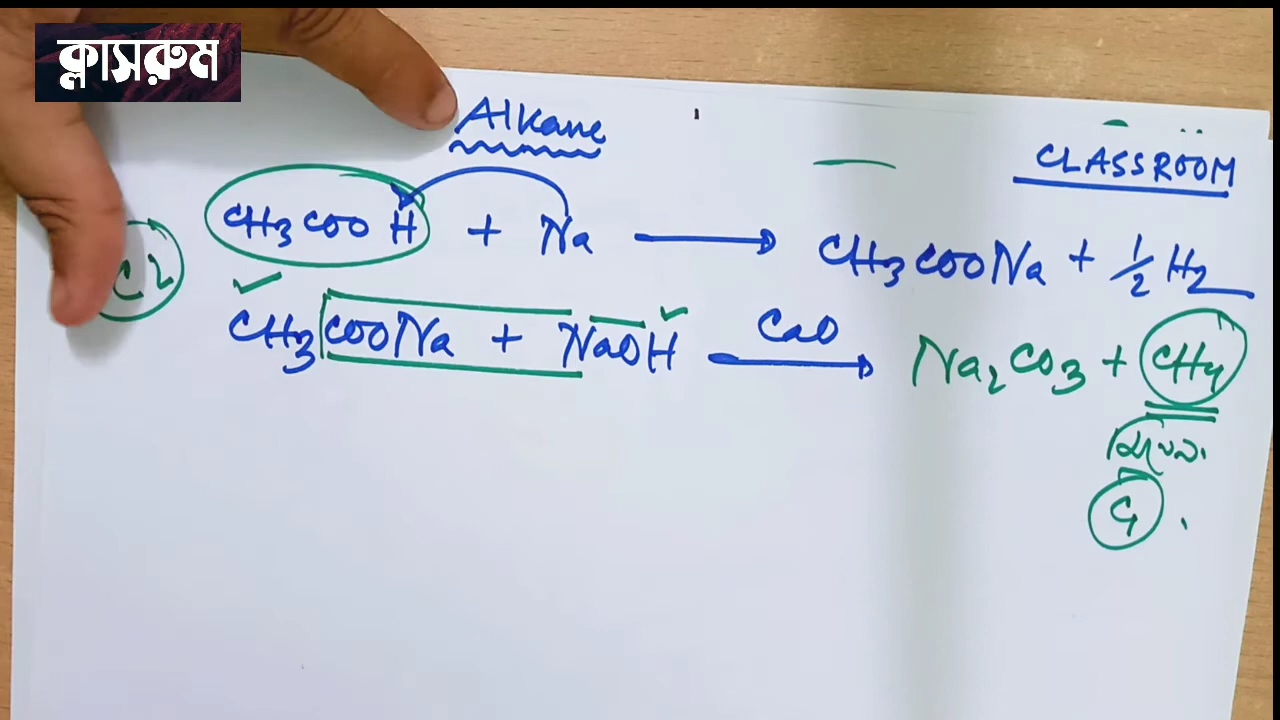 ক্লাসরুম
Alkane
CLASSROOM
CH₃COOH + Na → CH₃COONa + 1/2 H₂
C2
CH₃COONa + NaOH CaO → Na₂CO₃ + CH₄
C1